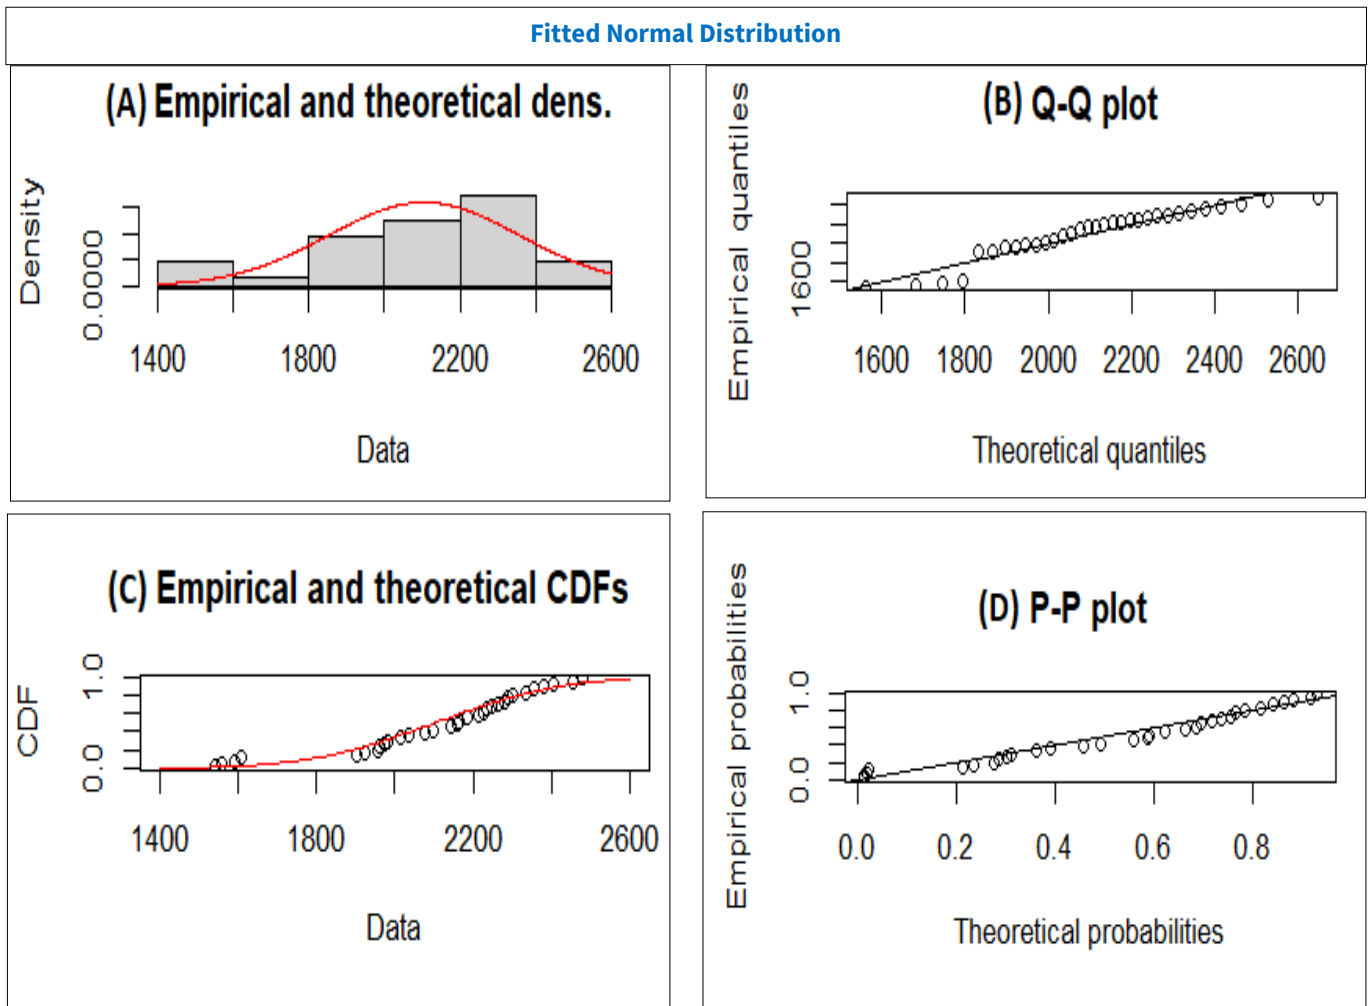 Fitted Normal Distribution
(A) Empirical and theoretical dens.
Density
0.0000
1400 1800 2200 2600
Data
(B) Q-Q plot
Empirical quantiles
1600
1600 1800 2000 2200 2400 2600
Theoretical quantiles
(C) Empirical and theoretical CDFs
CDF
0.0 1.0
1400 1800 2200 2600
Data
(D) P-P plot
Empirical probabilities
0.0 1.0
0.0 0.2 0.4 0.6 0.8
Theoretical probabilities